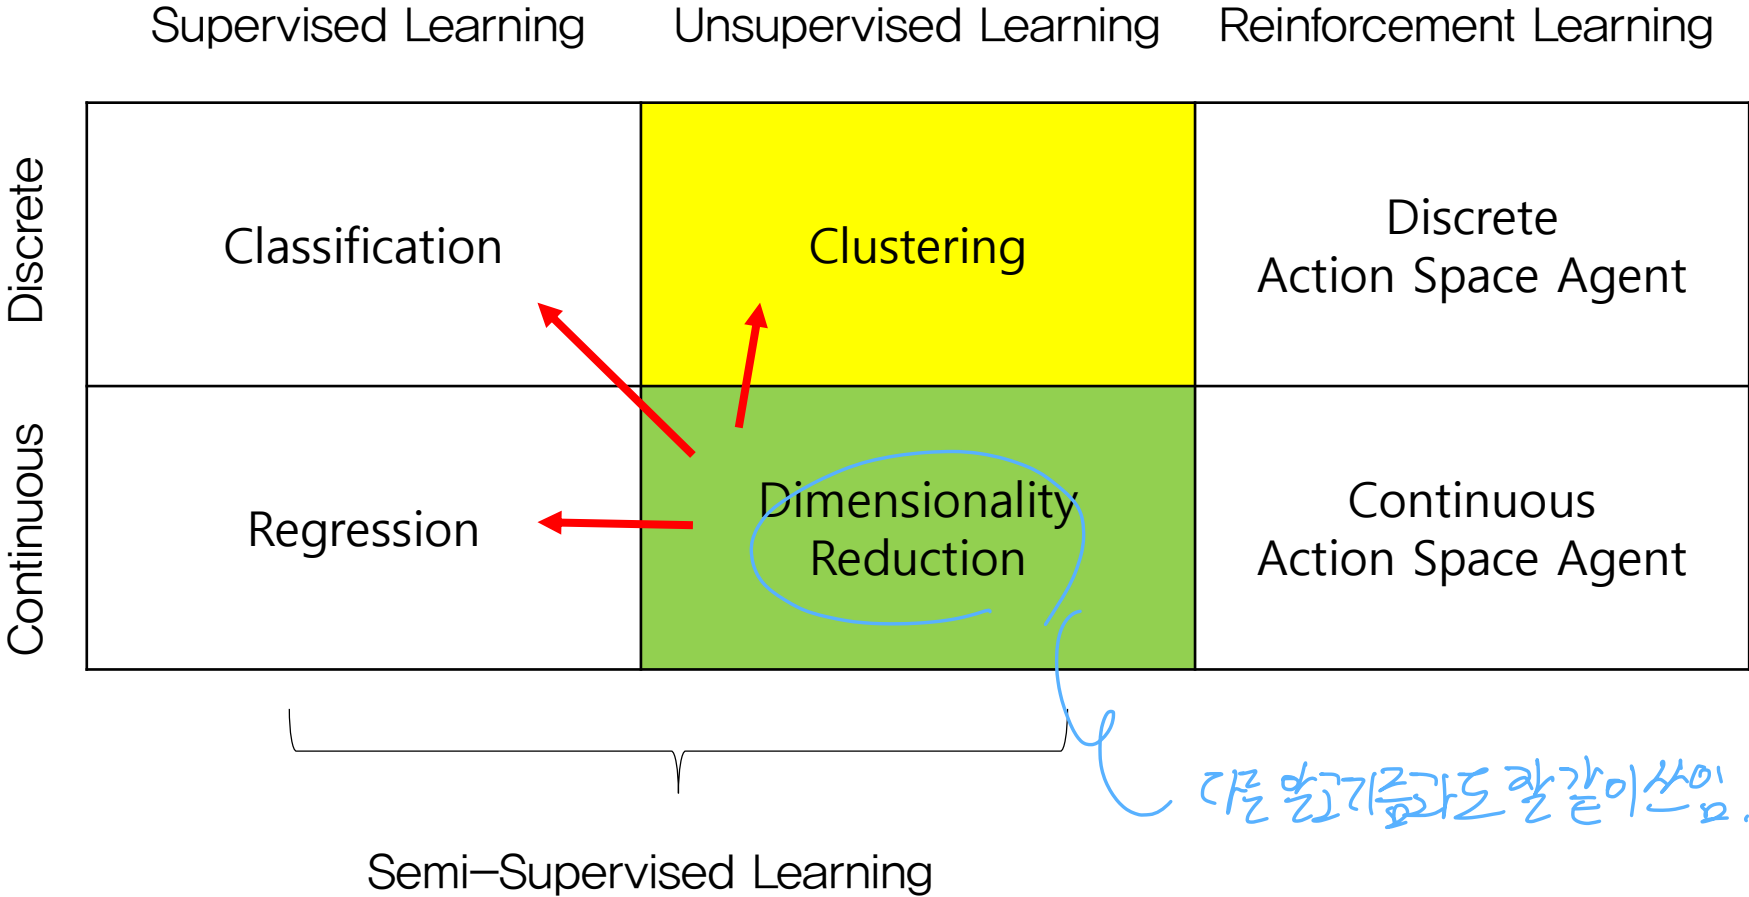 Supervised Learning Unsupervised Learning Reinforcement Learning
Discrete
Classification
Clustering
Discrete
Action Space Agent
Continuous
Regression
Dimensionality
Reduction
Continuous
Action Space Agent
다른 알고리즘과도 같이 쓰임.
Semi-Supervised Learning